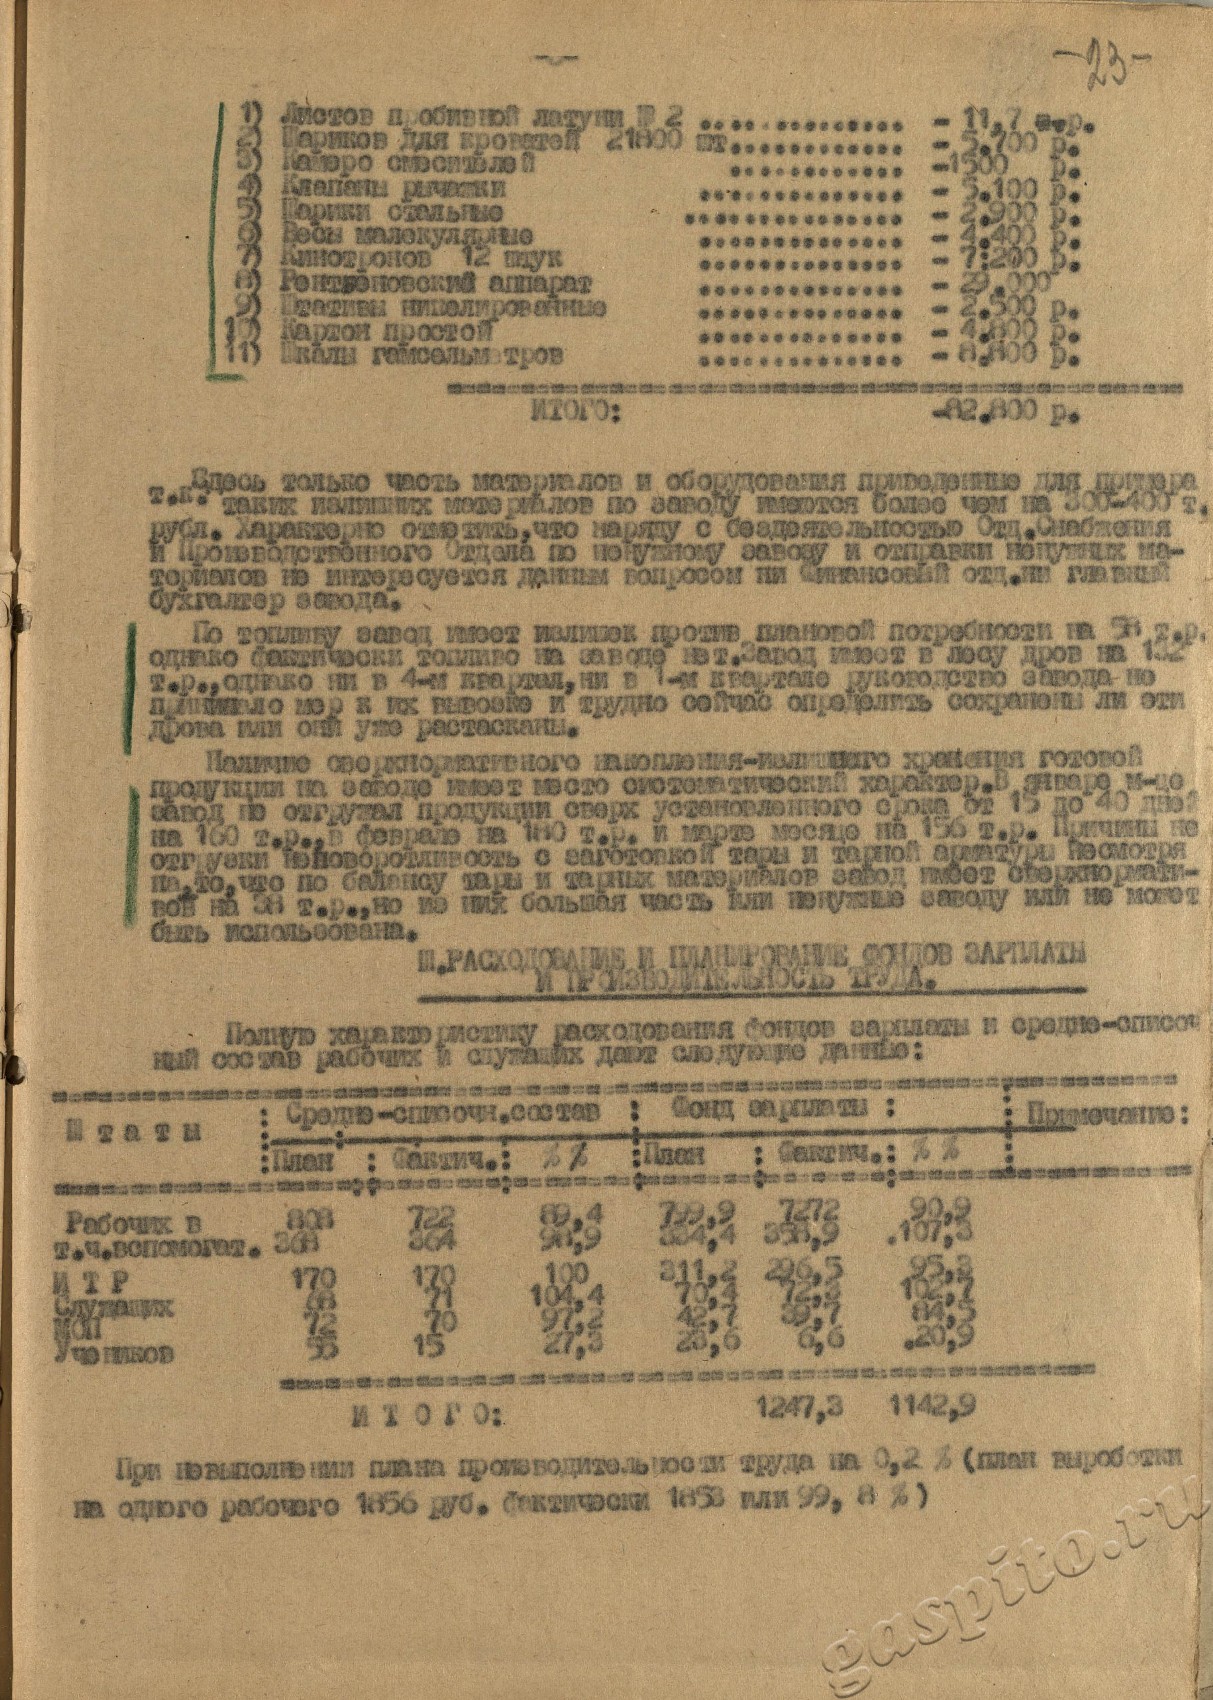 -23-
1) Листов пробивной латуни № 2 .............. - 11,7 т.р.
2) Шариков для кроватей 21800 шт............. - 5.700 р.
3) Камеро смесителей ............ -1500 р.
4) Клапаны рычажки .............. - 5.100 р.
5) Шарики стальные ............... - 2.900 р.
6) Весы малекулярные .............. - 4.400 р.
7) Кинотронов 12 штук .............. - 7.200 р.
8) Рентгеновский аппарат .............. - 29.000
9) Штативы никелированные .............. - 2.500 р.
10) Картон простой .............. - 4.800 р.
11) Шкалы гамсельметров .............. - 8.800 р.
ИТОГО: -82.800 р.
Здесь только часть материалов и оборудования приведенные для примера
т.к. таких излишних материалов по заводу имеются более чем на 300-400 т.
рубл. Характерно отметить,что наряду с бездеятельностью Отд.Снабжения
и Производственного Отдела по ненужному завозу и отправки ненужных ма-
териалов не интересуется данным вопросом ни Финансовый отд.ни главный
бухгалтер завода.
По топливу завод имеет излишек против плановой потребности на 58 т.р.
однако фактически топливо на заводе нет.Завод имеет в лесу дров на 132
т.р.,однако ни в 4-м квартал,ни в 1-м квартале руководство завода не
принимало мер к их вывозке и трудно сейчас определить сохранены ли эти
дрова или они уже растасканы.
Наличие сверхнормативного накопления-излишнего хранения готовой
продукции на заводе имеет место систематический характер.В январе м-це
завод не отгружал продукции сверх установленного срока от 15 до 40 дней
на 160 т.р.,в феврале на 180 т.р. и марте месяце на 156 т.р. Причины не
отгрузки неповоротливость с заготовкой тары и тарной арматуры несмотря
на,то,что по балансу тары и тарных материалов завод имеет сверхнормати-
вов на 38 т.р.,но из них большая часть или ненужные заводу или не может
быть использована.
Ш.РАСХОДОВАНИЕ И ПЛАНИРОВАНИЕ ФОНДОВ ЗАРПЛАТЫ
И ПРОИЗВОДИТЕЛЬНОСТЬ ТРУДА.
Полную характеристику расходования фондов зарплаты и средне-списоч
ный состав рабочих и служащих дают следующие данные:
Штаты : Средне-списочн.состав : Фонд зарплаты : : Примечание:
:План : Фактич.: %% :План : Фактич.: %% :
Рабочих в 808 722 89,4 799,9 7272 90,9
т.ч.вспомогат. 368 364 98,9 334,4 358,9 .107,3
И Т Р 170 170 100 311,2 296,5 95,3
Служащих 68 71 104,4 70,4 72,3 102,7
МОП 72 70 97,2 42,7 39,7 84,5
Учеников 55 15 27,3 23,6 6,6 .20,9
И Т О Г О: 1247,3 1142,9
При невыполнении плана производительности труда на 0,2 % (план выработки
на одного рабочего 1856 руб. фактически 1853 или 99, 8 %)
gaspito.ru